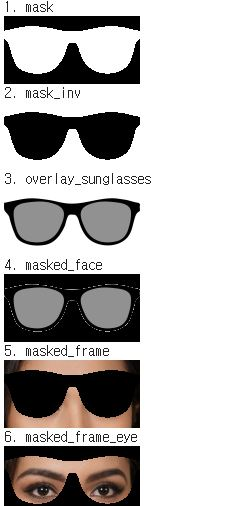 1. mask
2. mask_inv
3. overlay_sunglasses
4. masked_face
5. masked_frame
6. masked_frame_eye